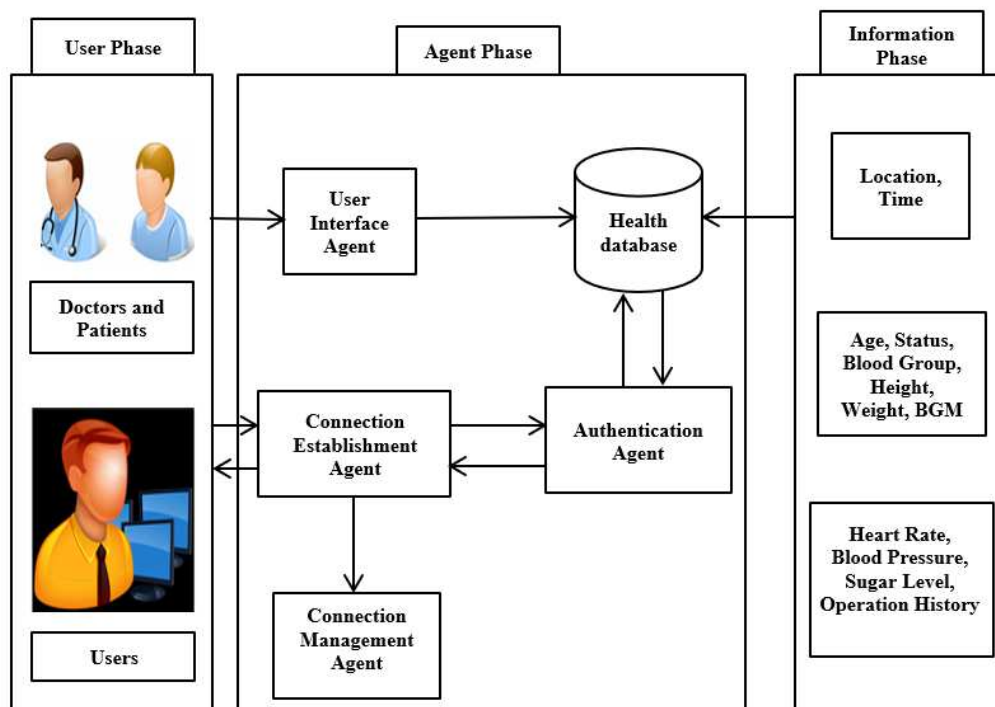 User Phase
Doctors and
Patients
Users
Agent Phase
User
Interface
Agent
Health
database
Connection
Establishment
Agent
Authentication
Agent
Connection
Management
Agent
Information
Phase
Location,
Time
Age, Status,
Blood Group,
Height,
Weight, BGM
Heart Rate,
Blood Pressure,
Sugar Level,
Operation History